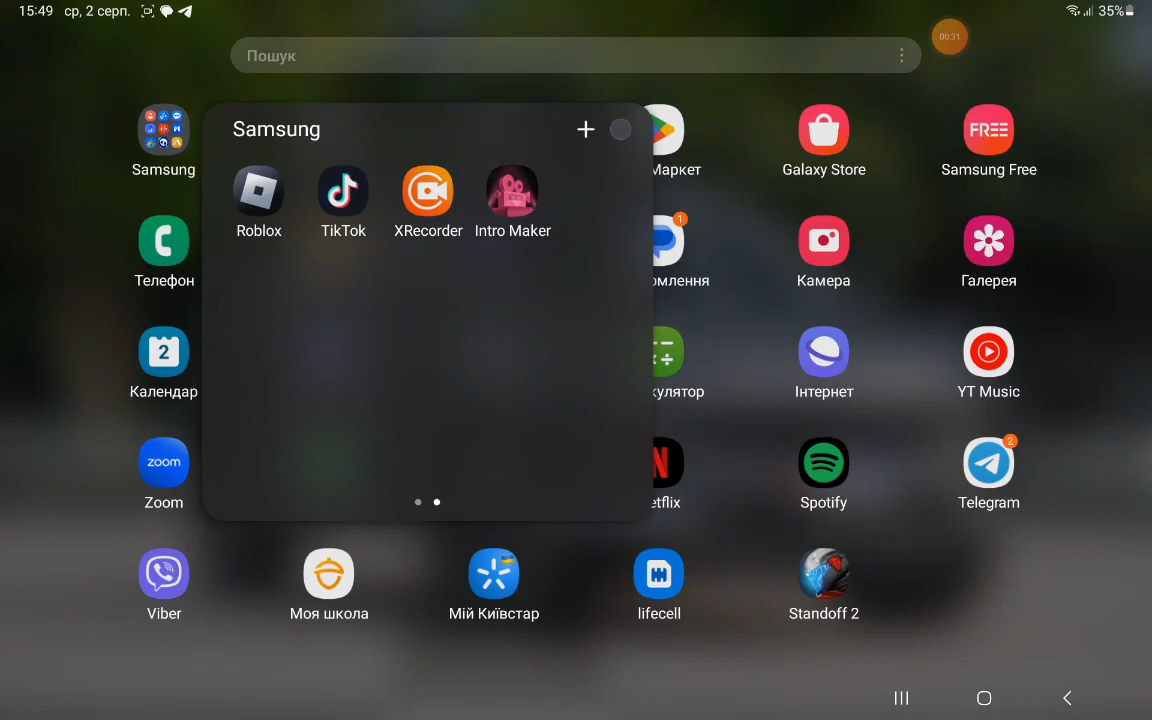 15:49 ср, 2 серп.
35%
00:31
Пошук
Samsung
Samsung
Roblox
TikTok
XRecorder
Intro Maker
Маркет
Galaxy Store
FREE
Samsung Free
Телефон
1
омлення
Камера
Галерея
2
Календар
кулятор
Інтернет
YT Music
zoom
Zoom
N
etflix
Spotify
2
Telegram
Viber
Моя школа
Мій Київстар
lifecell
Standoff 2